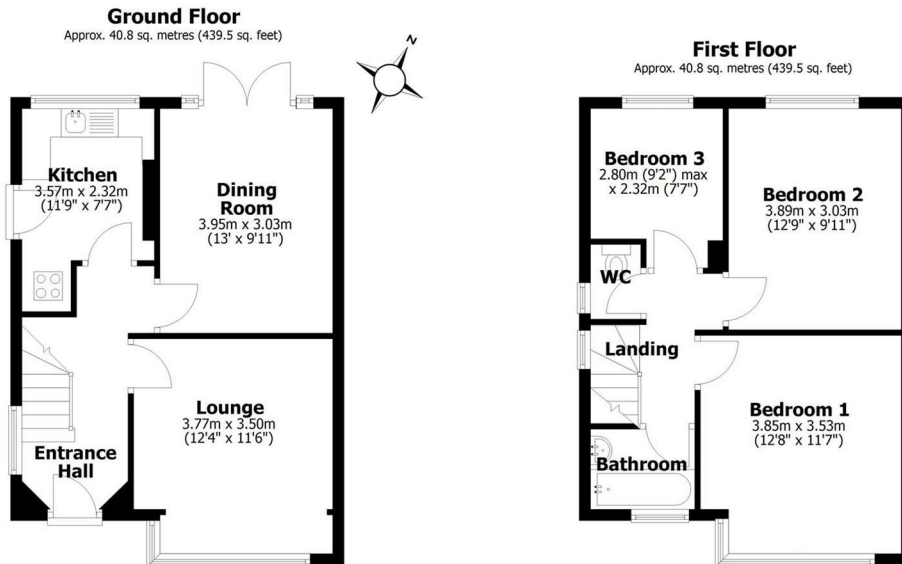 Ground Floor
Approx. 40.8 sq. metres (439.5 sq. feet)
N
Kitchen
3.57m x 2.32m
(11'9" x 7'7")
Dining
Room
3.95m x 3.03m
(13' x 9'11")
Lounge
3.77m x 3.50m
(12'4" x 11'6")
Entrance
Hall
First Floor
Approx. 40.8 sq. metres (439.5 sq. feet)
Bedroom 3
2.80m (9'2") max
x 2.32m (7'7")
Bedroom 2
3.89m x 3.03m
(12'9" x 9'11")
WC
Landing
Bedroom 1
3.85m x 3.53m
(12'8" x 11'7")
Bathroom